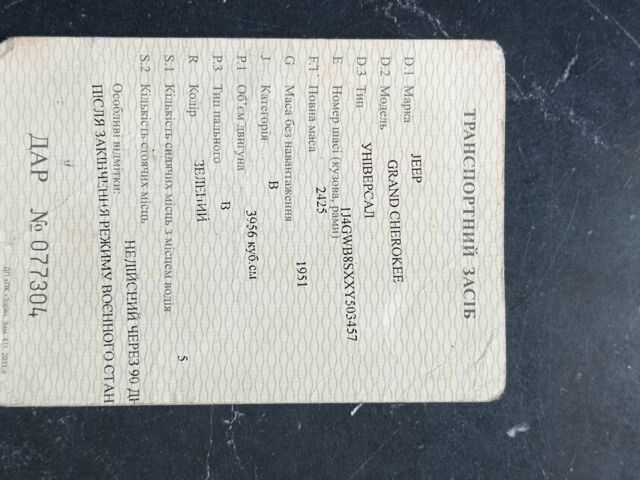 ТРАНСПОРТНИЙ ЗАСІБ
D.1 Марка JEEP
D.2 Модель GRAND CHEROKEE
D.3 Тип УНІВЕРСАЛ
E Номер шасі (кузова, рами) 1J4GWB8SXXY503457
F.1 Повна маса 2425
G Маса без навантаження 1951
J Категорія B
P.1 Об'єм двигуна 3956 куб.см
P.3 Тип пального B
R Колір ЗЕЛЕНИЙ
S.1 Кількість сидячих місць з місцем водія 5
S.2 Кількість стоячих місць
Особливі відмітки: НЕДІЙСНИЙ ЧЕРЕЗ 90 ДН
ПІСЛЯ ЗАКІНЧЕННЯ РЕЖИМУ ВОЄННОГО СТАН
ДАР № 077304